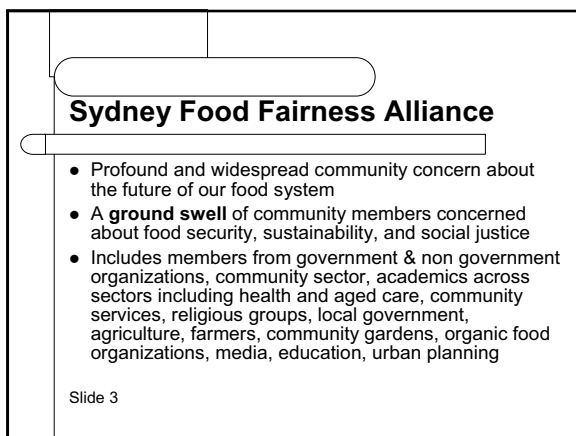 Sydney Food Fairness Alliance
● Profound and widespread community concern about
the future of our food system
● A ground swell of community members concerned
about food security, sustainability, and social justice
● Includes members from government & non government
organizations, community sector, academics across
sectors including health and aged care, community
services, religious groups, local government,
agriculture, farmers, community gardens, organic food
organizations, media, education, urban planning
Slide 3